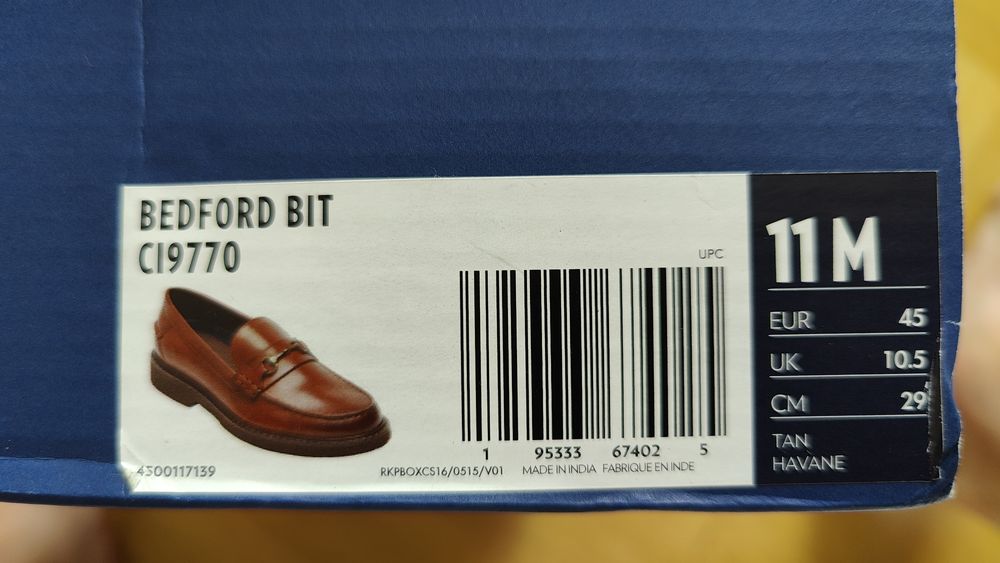 BEDFORD BIT
CI9770
UPC
1 95333 67402 5
4500117139
RKPBOXCS16/0515/V01
MADE IN INDIA FABRIQUE EN INDE
11 M
EUR 45
UK 10.5
CM 29
TAN
HAVANE